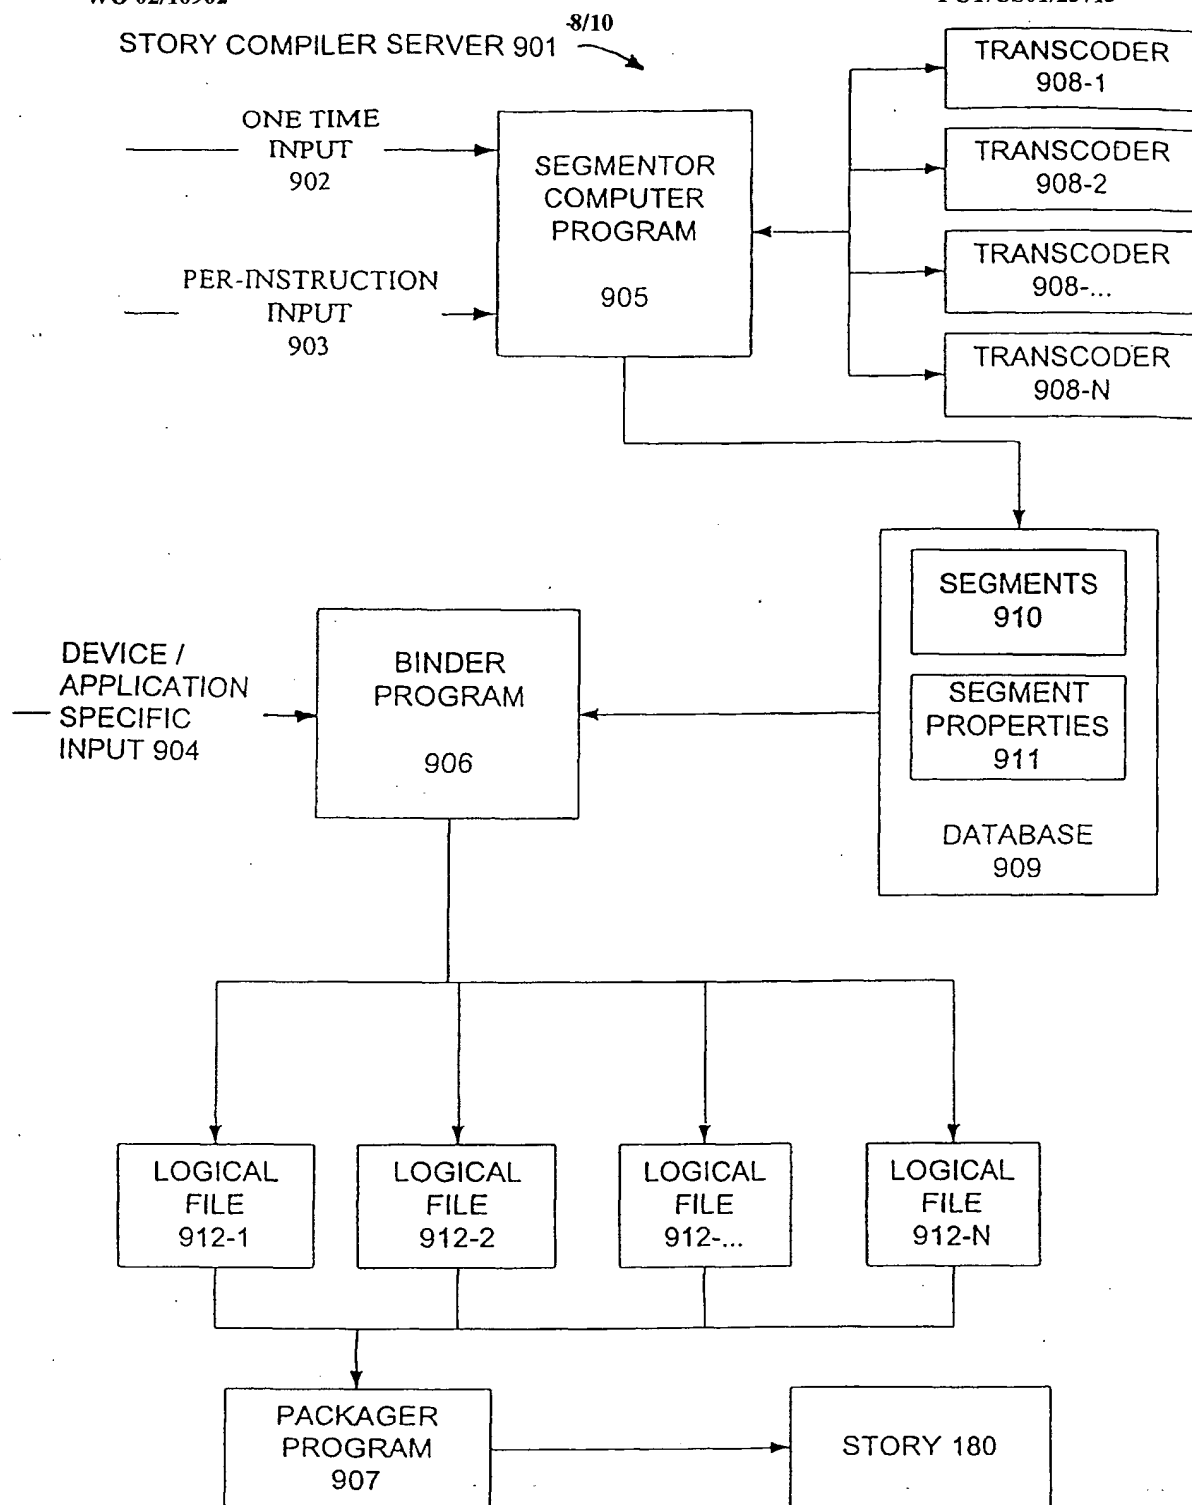 8/10
STORY COMPILER SERVER 901
ONE TIME
INPUT
902
PER-INSTRUCTION
INPUT
903
SEGMENTOR
COMPUTER
PROGRAM
905
TRANSCODER
908-1
TRANSCODER
908-2
TRANSCODER
908-...
TRANSCODER
908-N
SEGMENTS
910
SEGMENT
PROPERTIES
911
DATABASE
909
DEVICE /
APPLICATION
SPECIFIC
INPUT 904
BINDER
PROGRAM
906
LOGICAL
FILE
912-1
LOGICAL
FILE
912-2
LOGICAL
FILE
912-...
LOGICAL
FILE
912-N
PACKAGER
PROGRAM
907
STORY 180